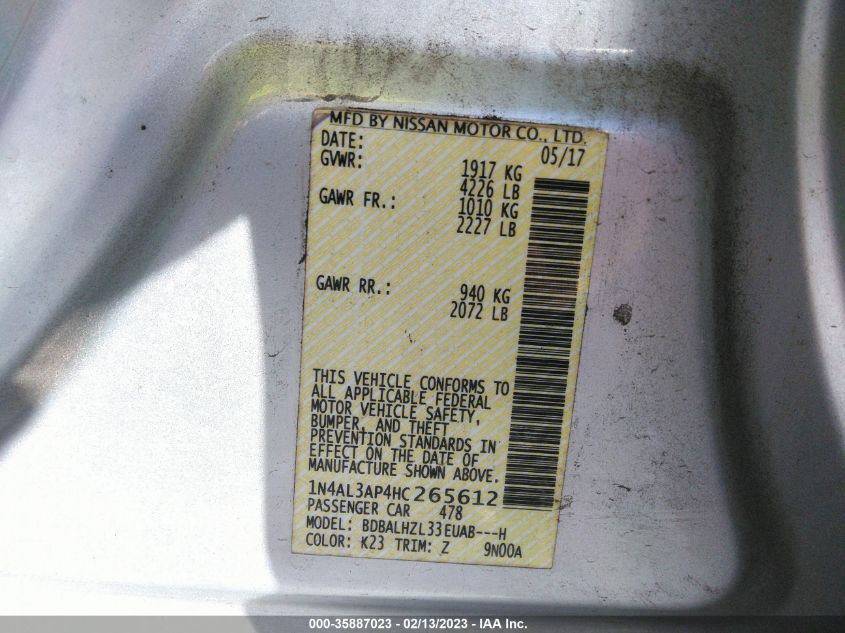 MFD BY NISSAN MOTOR CO., LTD.
DATE: 05/17
GVWR: 1917 KG
4226 LB
GAWR FR.: 1010 KG
2227 LB
GAWR RR.: 940 KG
2072 LB
THIS VEHICLE CONFORMS TO
ALL APPLICABLE FEDERAL
MOTOR VEHICLE SAFETY,
BUMPER, AND THEFT
PREVENTION STANDARDS IN
EFFECT ON THE DATE OF
MANUFACTURE SHOWN ABOVE.
1N4AL3AP4HC265612
PASSENGER CAR 478
MODEL: BDBALHZL33EUAB---H
COLOR: K23 TRIM: Z 9N00A
000-35887023 - 02/13/2023 - IAA Inc.